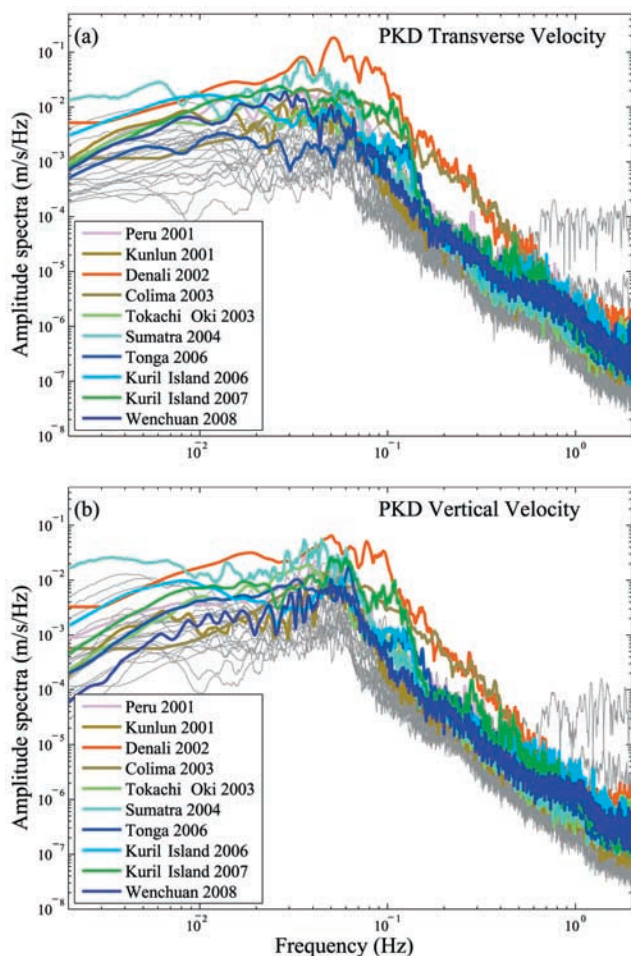 (a)
PKD Transverse Velocity
Amplitude spectra (m/s/Hz)
10⁻¹
10⁻²
10⁻³
10⁻⁴
10⁻⁵
10⁻⁶
10⁻⁷
10⁻⁸
Peru 2001
Kunlun 2001
Denali 2002
Colima 2003
Tokachi Oki 2003
Sumatra 2004
Tonga 2006
Kuril Island 2006
Kuril Island 2007
Wenchuan 2008
10⁻² 10⁻¹ 10⁰
(b)
PKD Vertical Velocity
Amplitude spectra (m/s/Hz)
10⁻¹
10⁻²
10⁻³
10⁻⁴
10⁻⁵
10⁻⁶
10⁻⁷
10⁻⁸
Peru 2001
Kunlun 2001
Denali 2002
Colima 2003
Tokachi Oki 2003
Sumatra 2004
Tonga 2006
Kuril Island 2006
Kuril Island 2007
Wenchuan 2008
10⁻² 10⁻¹ 10⁰
Frequency (Hz)